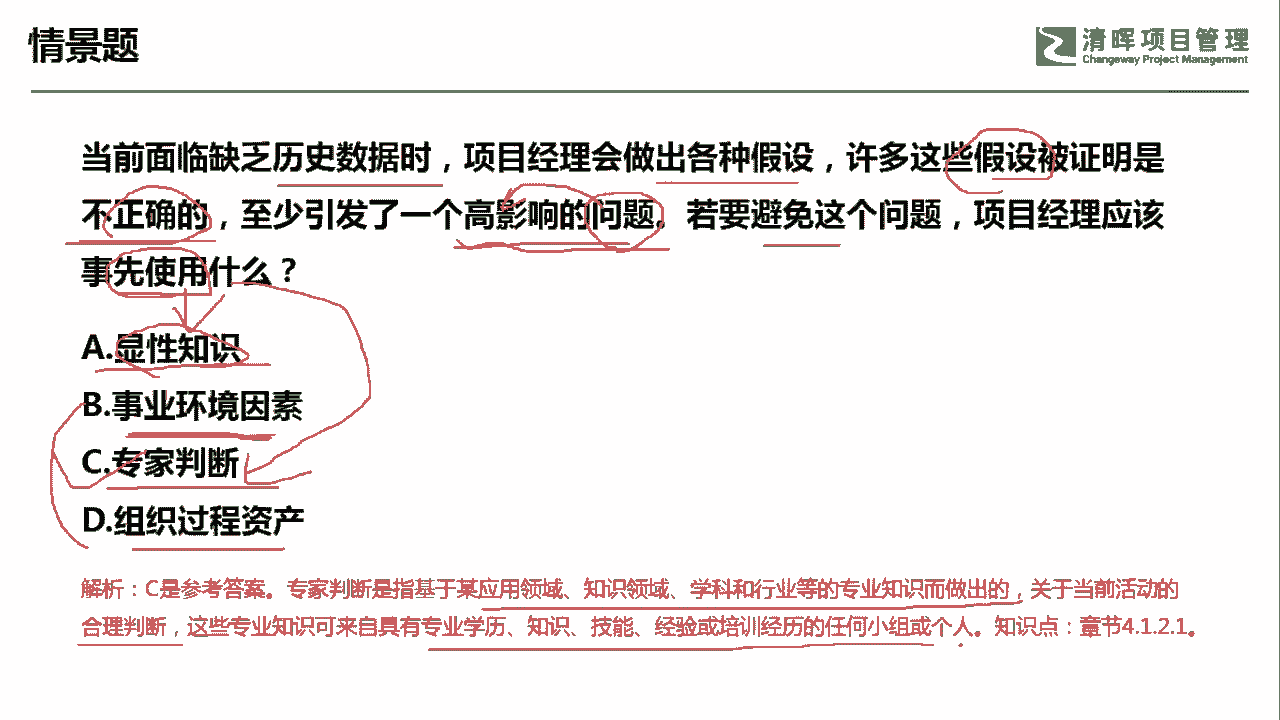 情景题
清晖项目管理
Changeway Project Management
当前面临缺乏历史数据时，项目经理会做出各种假设，许多这些假设被证明是
不正确的，至少引发了一个高影响的问题。若要避免这个问题，项目经理应该
事先使用什么？
A.显性知识
B.事业环境因素
C.专家判断
D.组织过程资产
解析：C是参考答案。专家判断是指基于某应用领域、知识领域、学科和行业等的专业知识而做出的，关于当前活动的
合理判断，这些专业知识可来自具有专业学历、知识、技能、经验或培训经历的任何小组或个人。知识点：章节4.1.2.1。